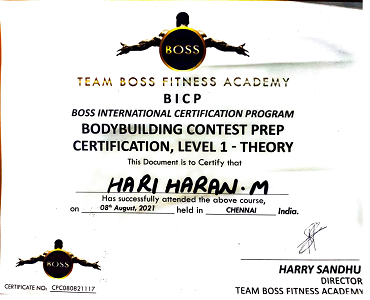 BOSS
TEAM BOSS FITNESS ACADEMY
BICP
BOSS INTERNATIONAL CERTIFICATION PROGRAM
BODYBUILDING CONTEST PREP
CERTIFICATION, LEVEL 1 - THEORY
This Document is to Certify that
HARI HARAN.M
Has successfully attended the above course,
on 08th August, 2021 held in CHENNAI India.
BOSS
HARRY SANDHU
DIRECTOR
CERTIFICATE NO: CPC080821117
TEAM BOSS FITNESS ACADEMY